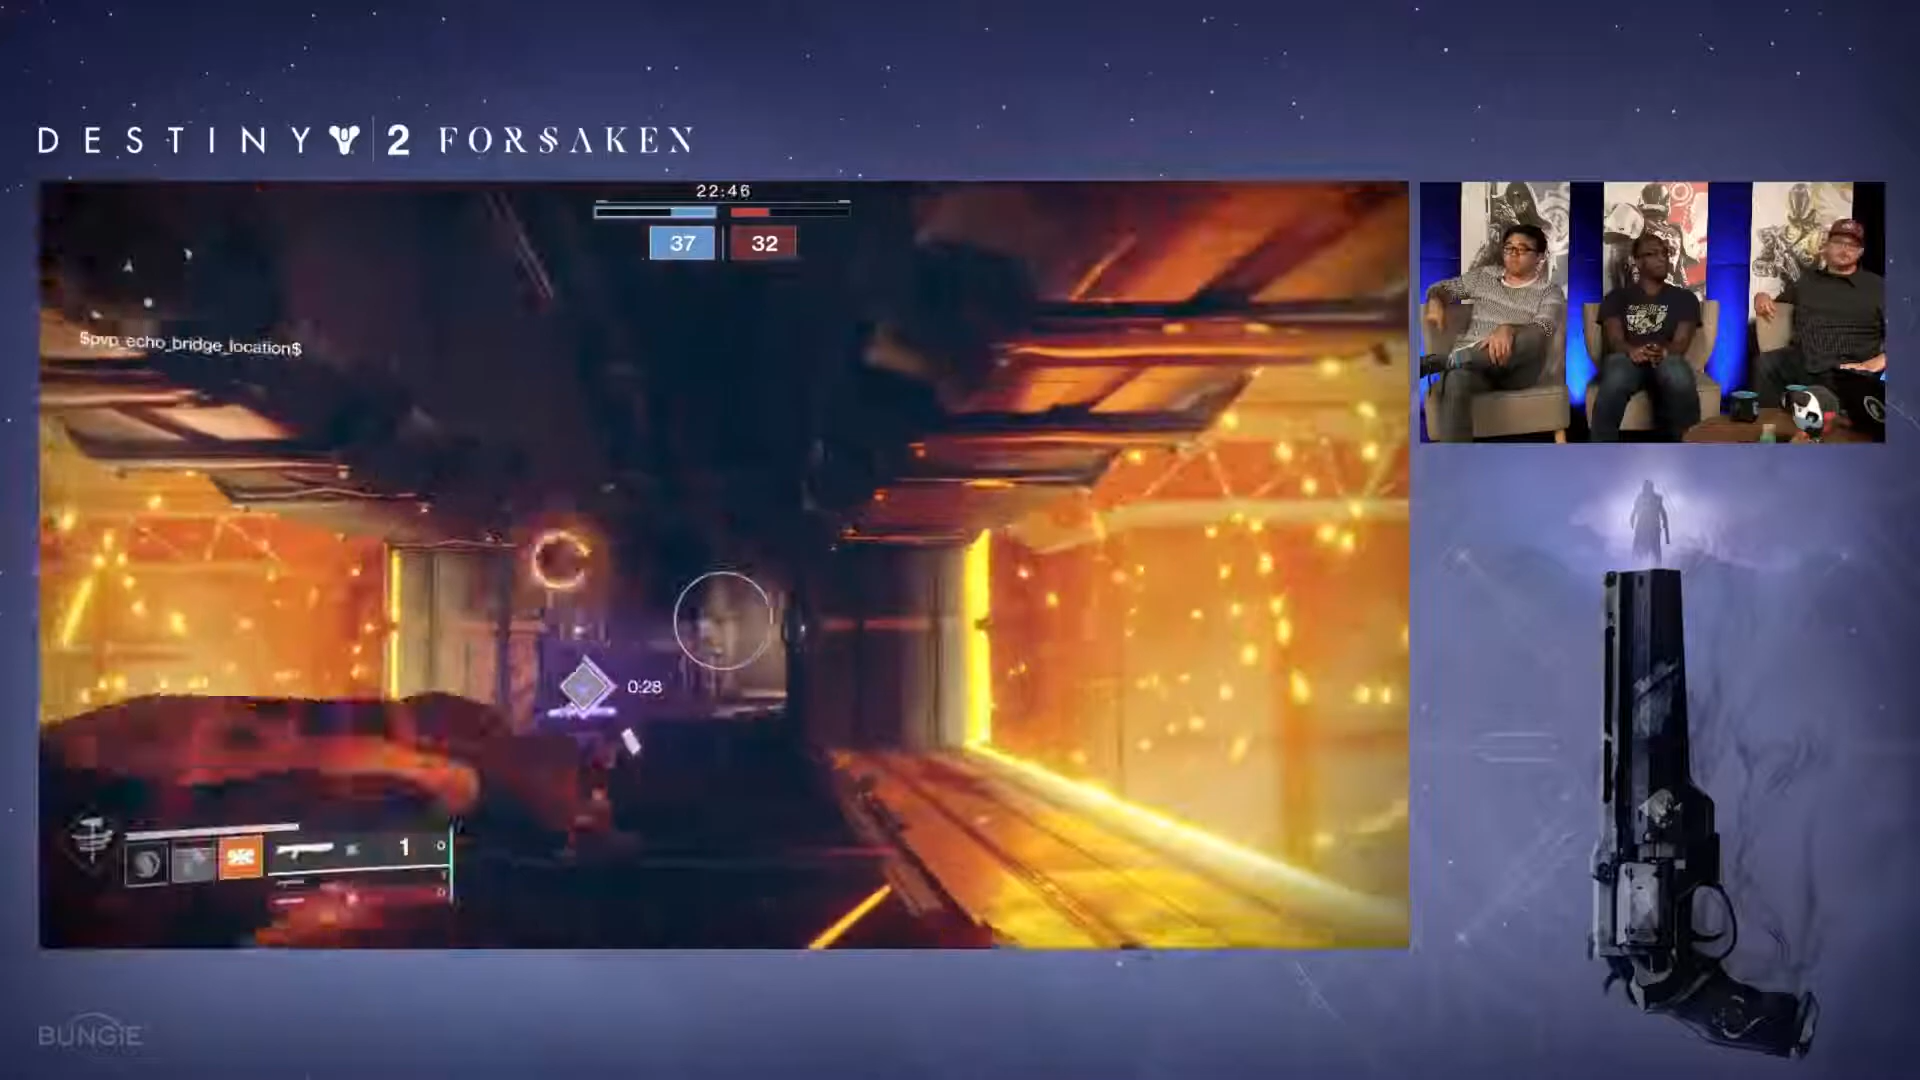 DESTINY 2 FORSAKEN
22:46
37 32
$pvp_echo_bridge_location$
0:28
1
BUNGIE